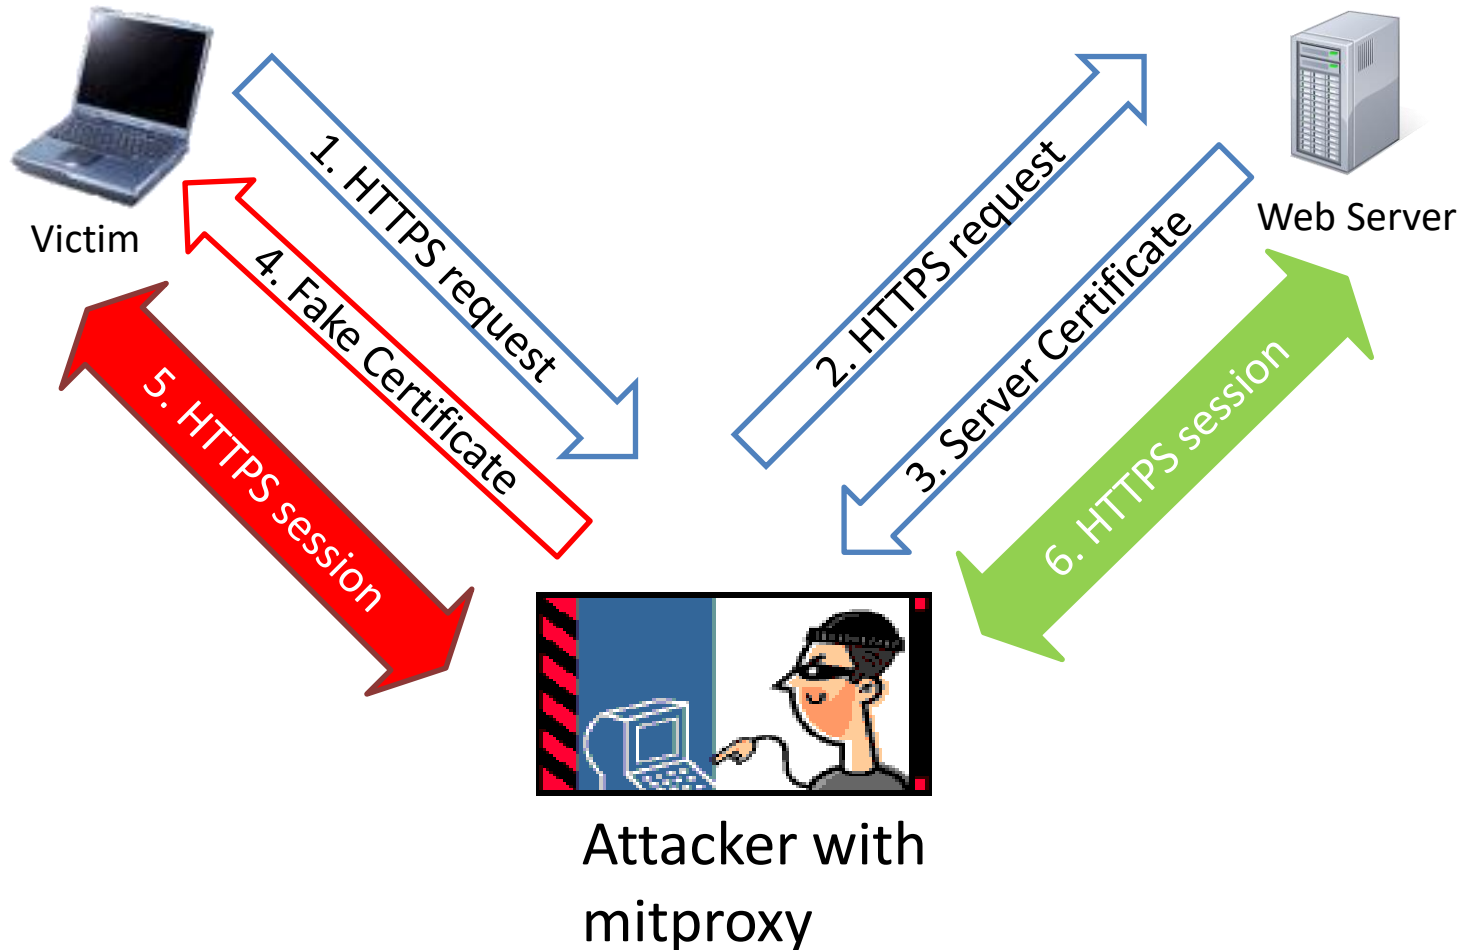 Victim
Web Server
1. HTTPS request
2. HTTPS request
3. Server Certificate
4. Fake Certificate
5. HTTPS session
6. HTTPS session
Attacker with
mitproxy